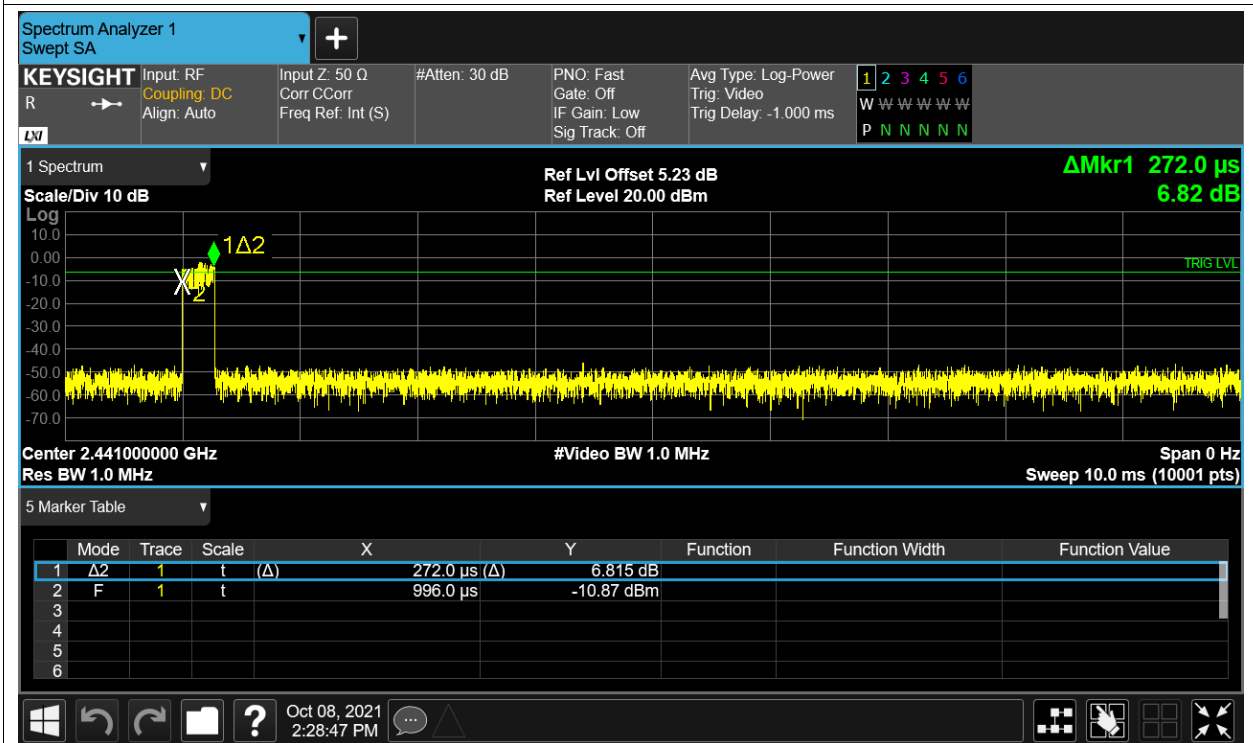 Spectrum Analyzer 1
Swept SA
+
KEYSIGHT Input: RF Input Z: 50 Ω #Atten: 30 dB PNO: Fast Avg Type: Log-Power 1 2 3 4 5 6
R Coupling: DC Corr CCorr Gate: Off Trig: Video W W W W W W
Align: Auto Freq Ref: Int (S) IF Gain: Low Trig Delay: -1.000 ms
LXI Sig Track: Off P N N N N N
1 Spectrum Ref Lvl Offset 5.23 dB ΔMkr1 272.0 µs
Scale/Div 10 dB Ref Level 20.00 dBm 6.82 dB
Log
10.0
1Δ2
0.00
TRIG LVL
-10.0
2
-20.0
-30.0
-40.0
-50.0
-60.0
-70.0
Center 2.441000000 GHz #Video BW 1.0 MHz Span 0 Hz
Res BW 1.0 MHz Sweep 10.0 ms (10001 pts)
5 Marker Table
Mode Trace Scale X Y Function Function Width Function Value
1 Δ2 1 t (Δ) 272.0 µs (Δ) 6.815 dB
2 F 1 t 996.0 µs -10.87 dBm
3
4
5
6
? Oct 08, 2021
2:28:47 PM